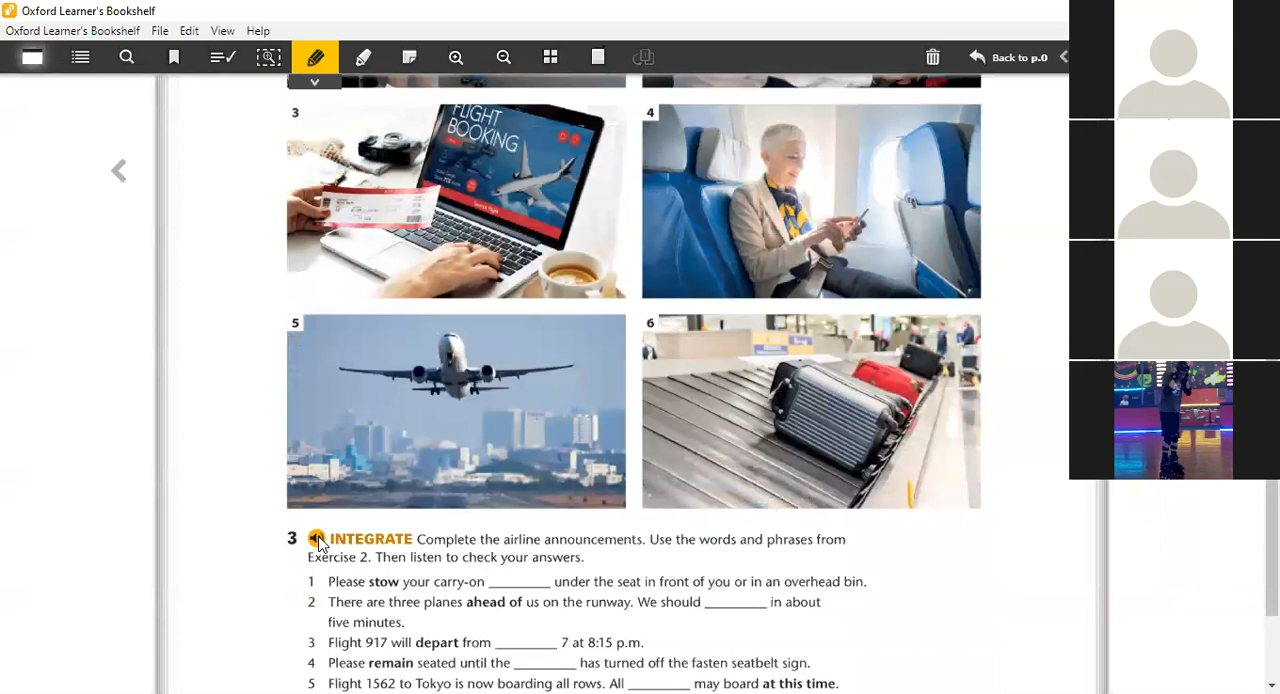 Oxford Learner's Bookshelf
Oxford Learner's Bookshelf File Edit View Help
Back to p.0
3
4
FLIGHT
BOOKING
5
6
3 INTEGRATE Complete the airline announcements. Use the words and phrases from
Exercise 2. Then listen to check your answers.
1 Please stow your carry-on ________ under the seat in front of you or in an overhead bin.
2 There are three planes ahead of us on the runway. We should ________ in about
five minutes.
3 Flight 917 will depart from ________ 7 at 8:15 p.m.
4 Please remain seated until the ________ has turned off the fasten seatbelt sign.
5 Flight 1562 to Tokyo is now boarding all rows. All ________ may board at this time.